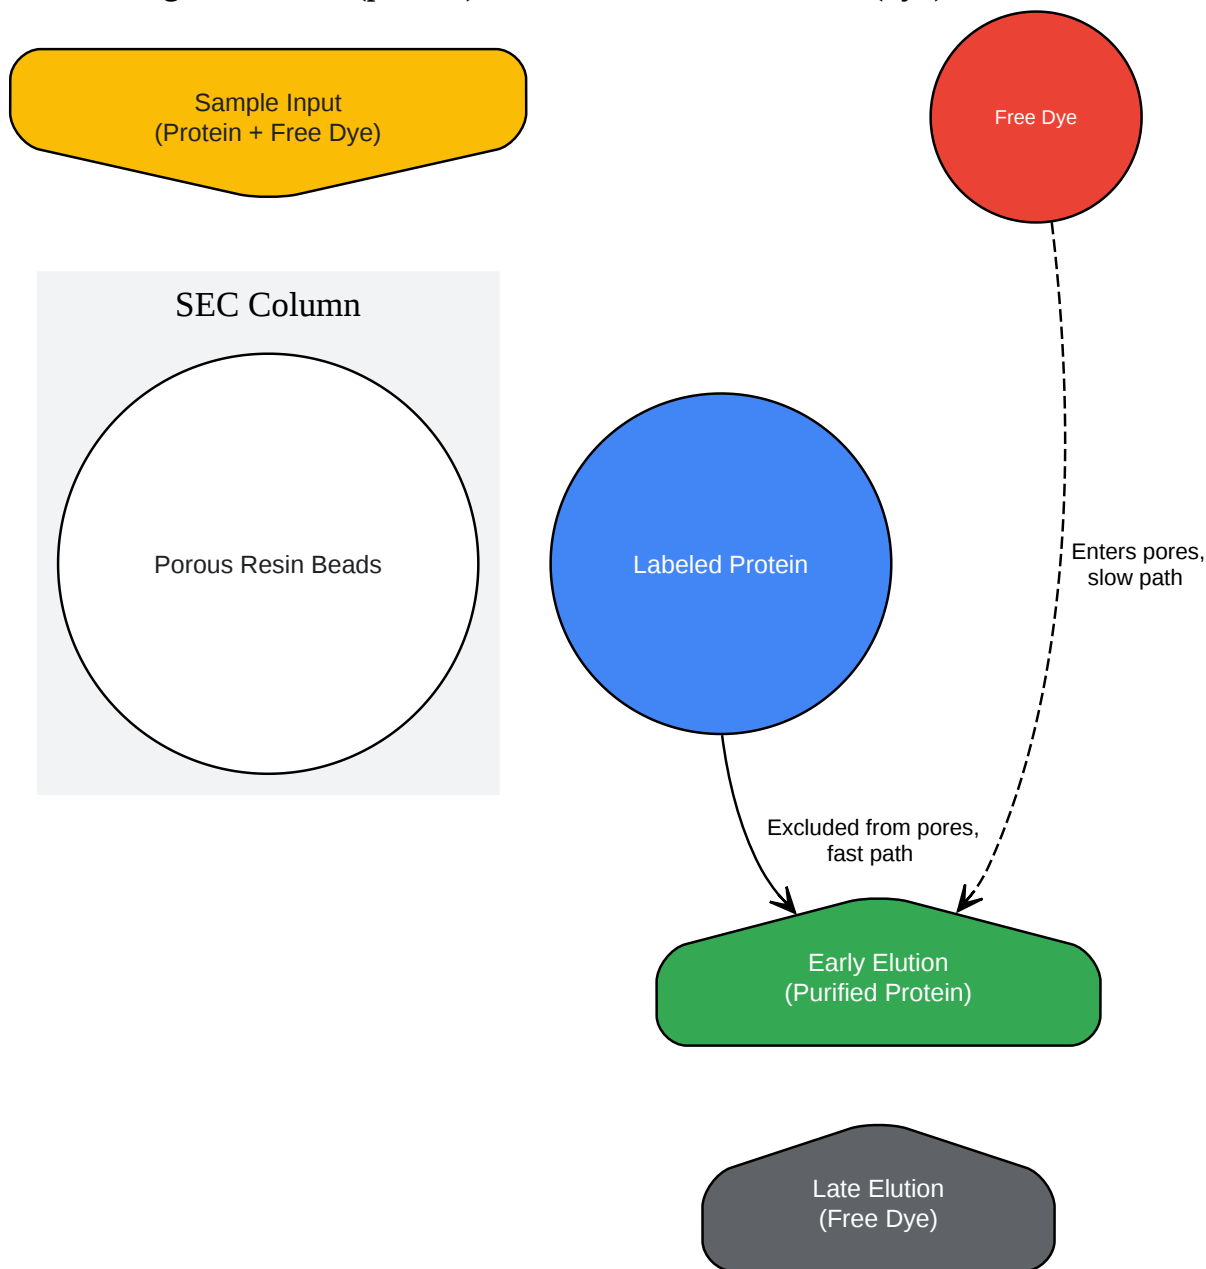 Sample Input
(Protein + Free Dye)
Free Dye
SEC Column
Porous Resin Beads
Labeled Protein
Enters pores,
slow path
Excluded from pores,
fast path
Early Elution
(Purified Protein)
Late Elution
(Free Dye)